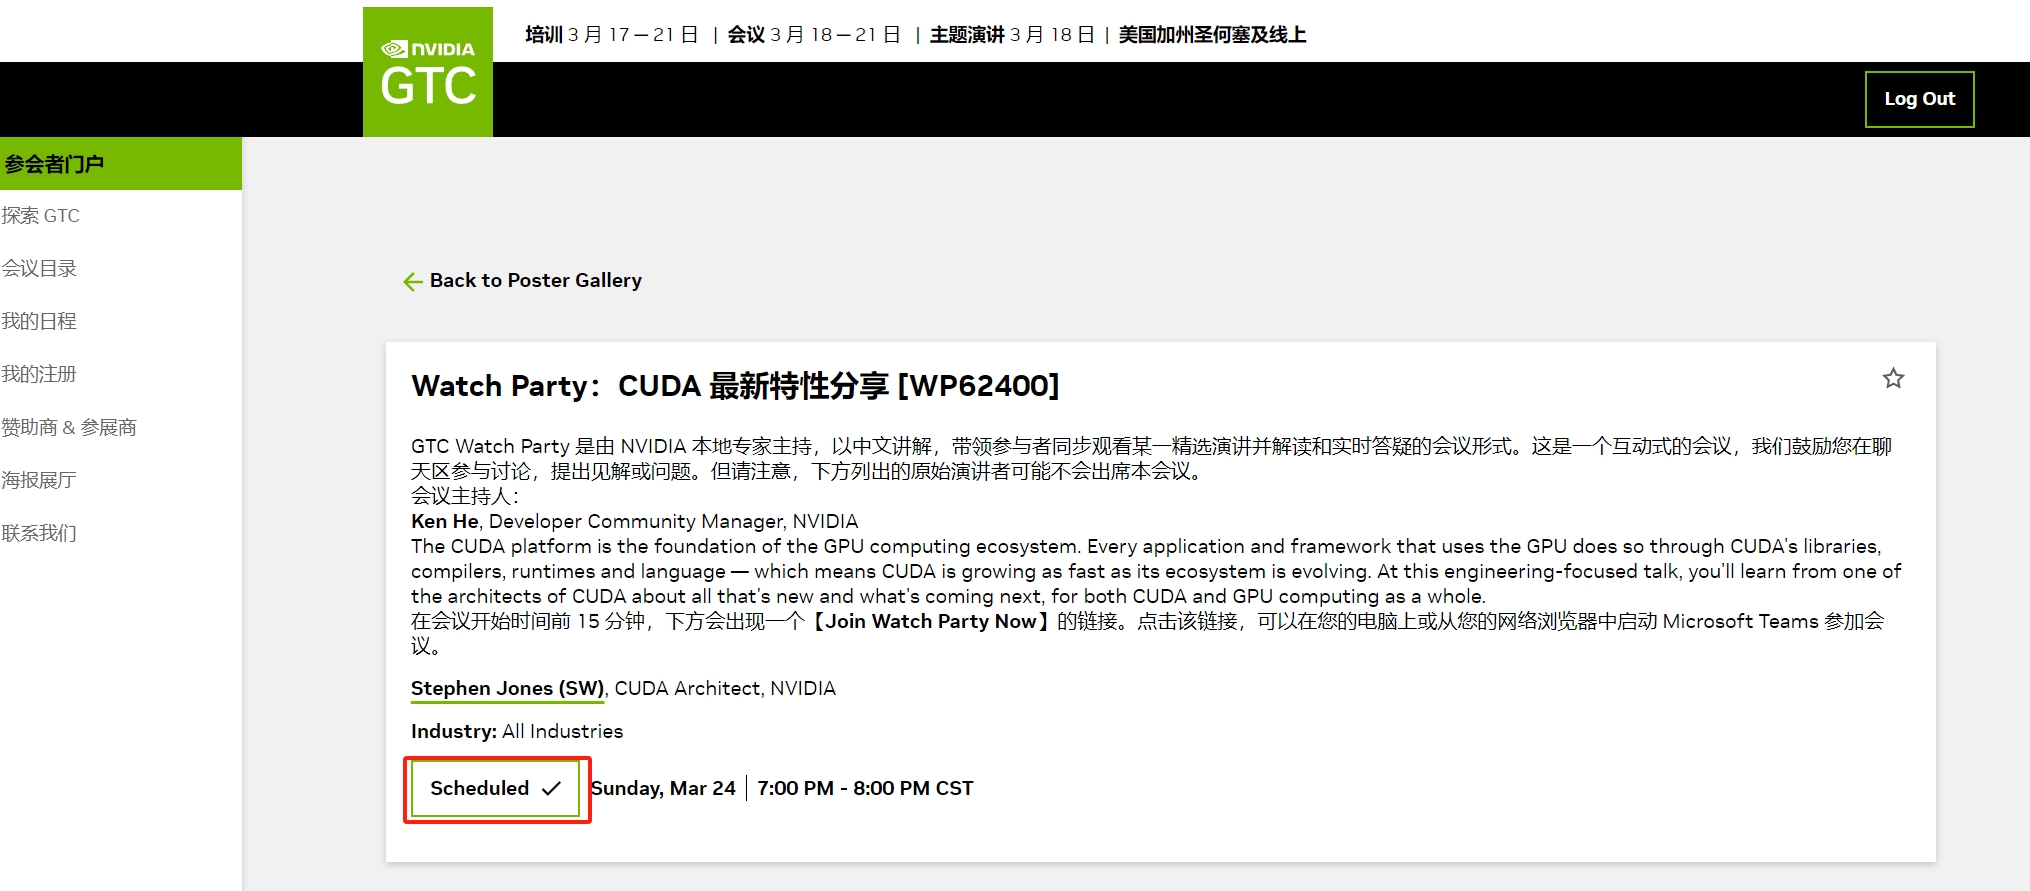 培训 3 月 17 — 21 日 | 会议 3 月 18 — 21 日 | 主题演讲 3 月 18 日 | 美国加州圣何塞及线上
NVIDIA
GTC
Log Out
参会者门户
探索 GTC
会议目录
我的日程
我的注册
赞助商 & 参展商
海报展厅
联系我们
Back to Poster Gallery
Watch Party：CUDA 最新特性分享 [WP62400]
GTC Watch Party 是由 NVIDIA 本地专家主持，以中文讲解，带领参与者同步观看某一精选演讲并解读和实时答疑的会议形式。这是一个互动式的会议，我们鼓励您在聊
天区参与讨论，提出见解或问题。但请注意，下方列出的原始演讲者可能不会出席本会议。
会议主持人：
Ken He, Developer Community Manager, NVIDIA
The CUDA platform is the foundation of the GPU computing ecosystem. Every application and framework that uses the GPU does so through CUDA's libraries,
compilers, runtimes and language — which means CUDA is growing as fast as its ecosystem is evolving. At this engineering-focused talk, you'll learn from one of
the architects of CUDA about all that's new and what's coming next, for both CUDA and GPU computing as a whole.
在会议开始时间前 15 分钟，下方会出现一个【Join Watch Party Now】的链接。点击该链接，可以在您的电脑上或从您的网络浏览器中启动 Microsoft Teams 参加会
议。
Stephen Jones (SW), CUDA Architect, NVIDIA
Industry: All Industries
Scheduled ✓ Sunday, Mar 24 | 7:00 PM - 8:00 PM CST